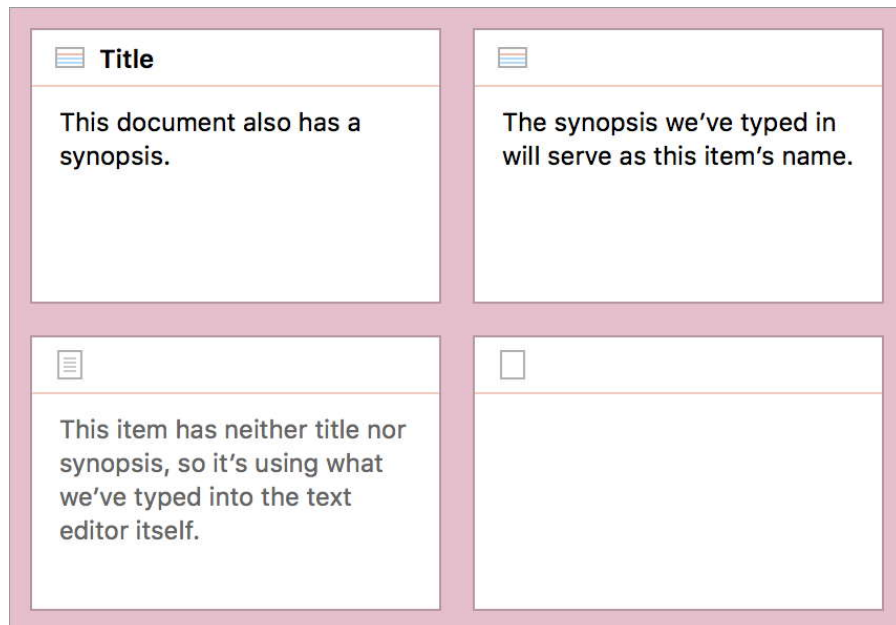 Title
This document also has a
synopsis.
The synopsis we’ve typed in
will serve as this item’s name.
This item has neither title nor
synopsis, so it’s using what
we’ve typed into the text
editor itself.